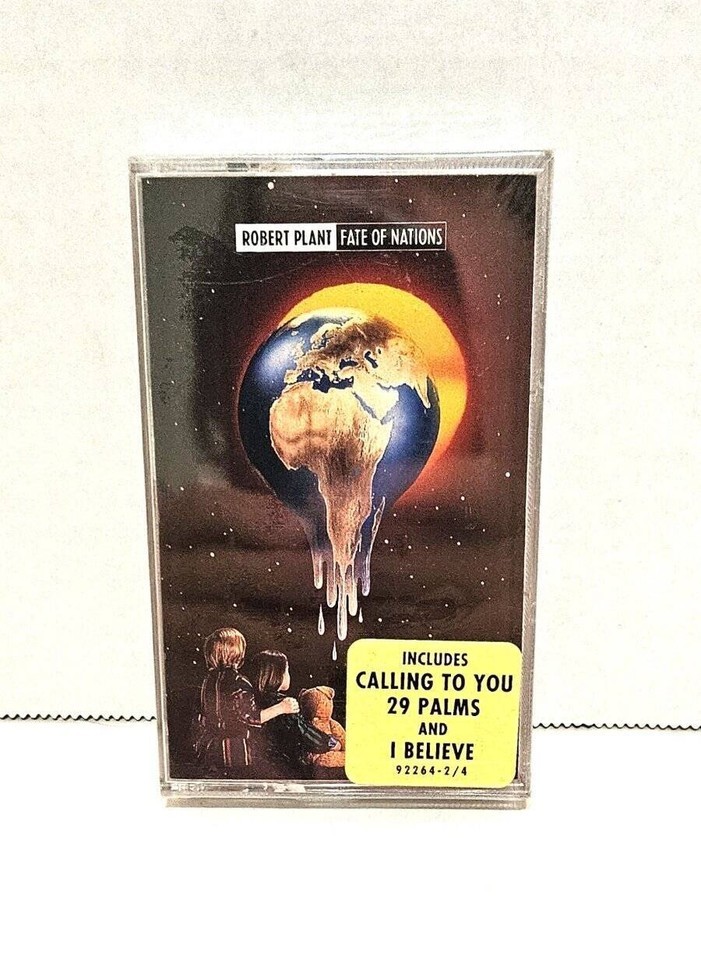 ROBERT PLANT FATE OF NATIONS
INCLUDES
CALLING TO YOU
29 PALMS
AND
I BELIEVE
92264-2/4